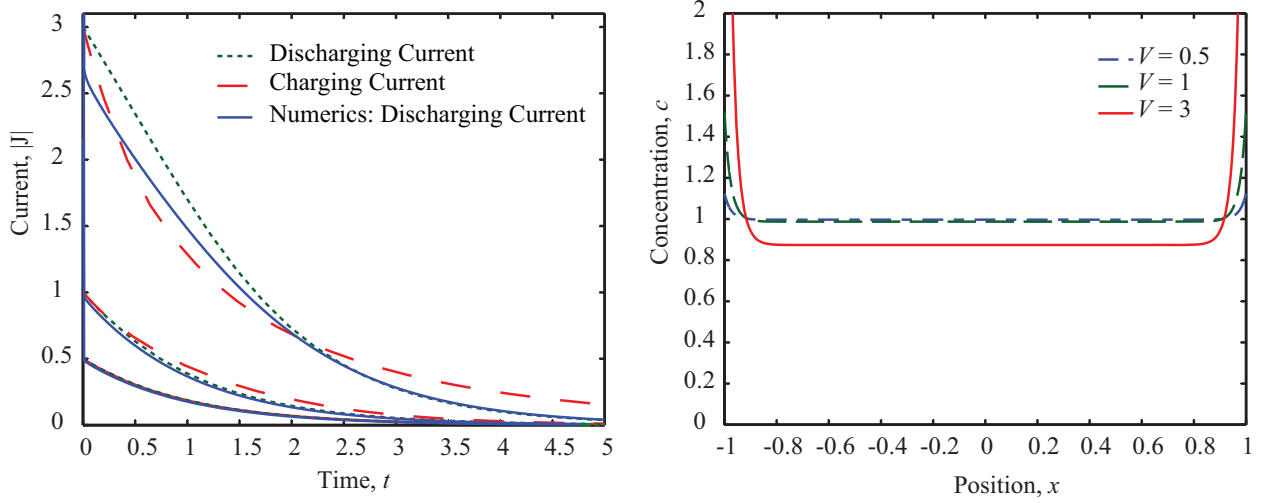 3
2.5
2
1.5
1
0.5
0
Current, |J|
Discharging Current
Charging Current
Numerics: Discharging Current
0 0.5 1 1.5 2 2.5 3 3.5 4 4.5 5
Time, t
2
1.8
1.6
1.4
1.2
1
0.8
0.6
0.4
0.2
0
Concentration, c
V = 0.5
V = 1
V = 3
-1 -0.8 -0.6 -0.4 -0.2 0 0.2 0.4 0.6 0.8 1
Position, x